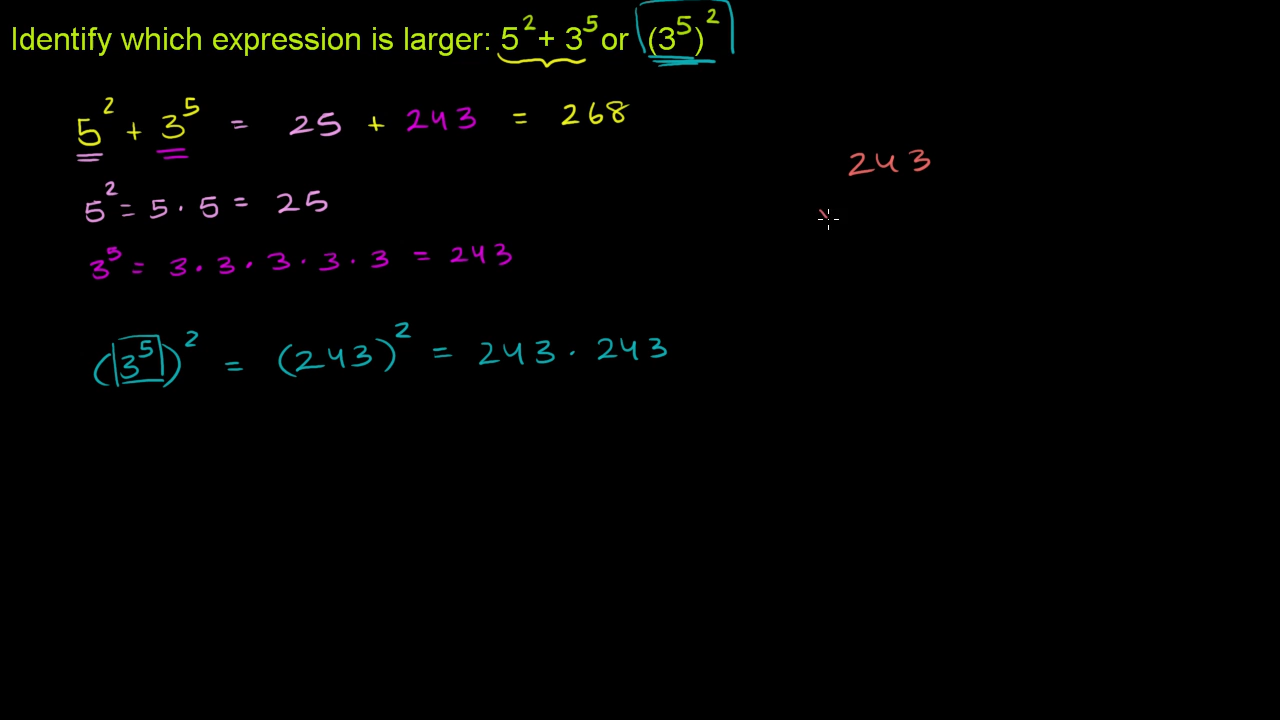 Identify which expression is larger: 5² + 3⁵ or (3⁵)²
5² + 3⁵ = 25 + 243 = 268
243
×
5² = 5 · 5 = 25
3⁵ = 3 · 3 · 3 · 3 · 3 = 243
(3⁵)² = (243)² = 243 · 243